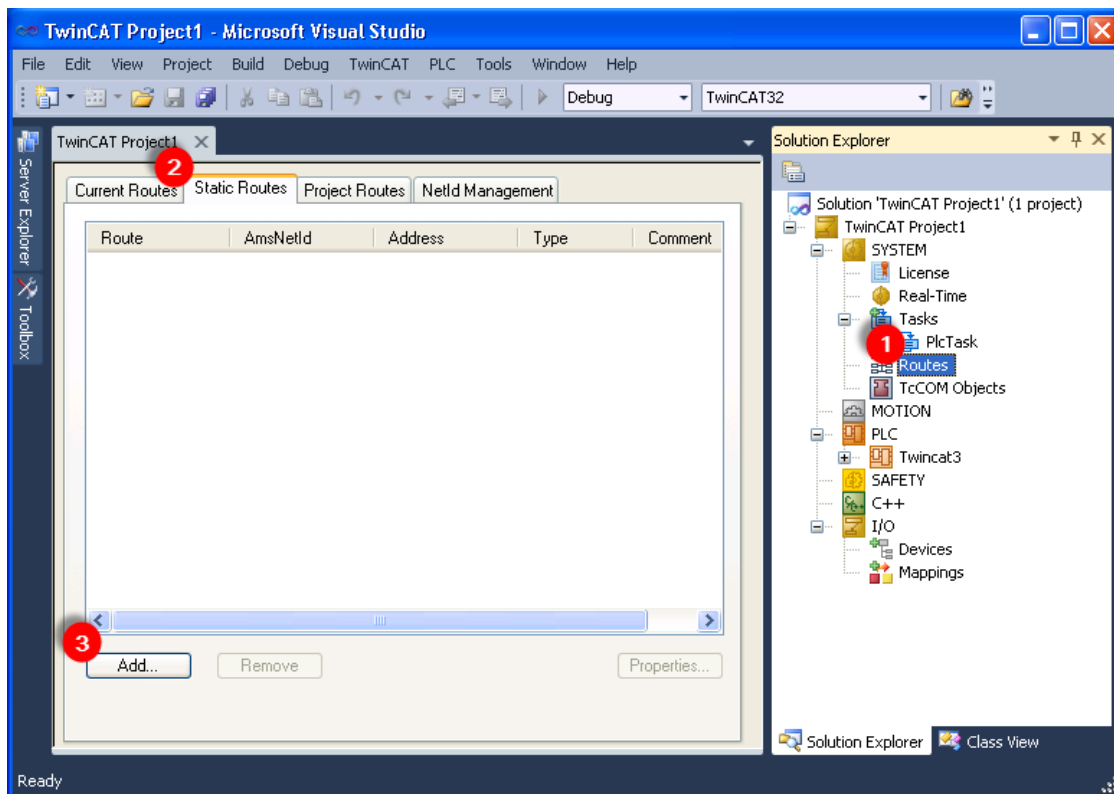 TwinCAT Project1 - Microsoft Visual Studio
File Edit View Project Build Debug TwinCAT PLC Tools Window Help
Debug TwinCAT32
Server Explorer
Toolbox
TwinCAT Project1
2
Current Routes Static Routes Project Routes NetId Management
Route AmsNetId Address Type Comment
3
Add... Remove Properties...
Solution Explorer
Solution 'TwinCAT Project1' (1 project)
TwinCAT Project1
SYSTEM
License
Real-Time
Tasks
1 PlcTask
Routes
TcCOM Objects
MOTION
PLC
Twincat3
SAFETY
C++
I/O
Devices
Mappings
Solution Explorer Class View
Ready